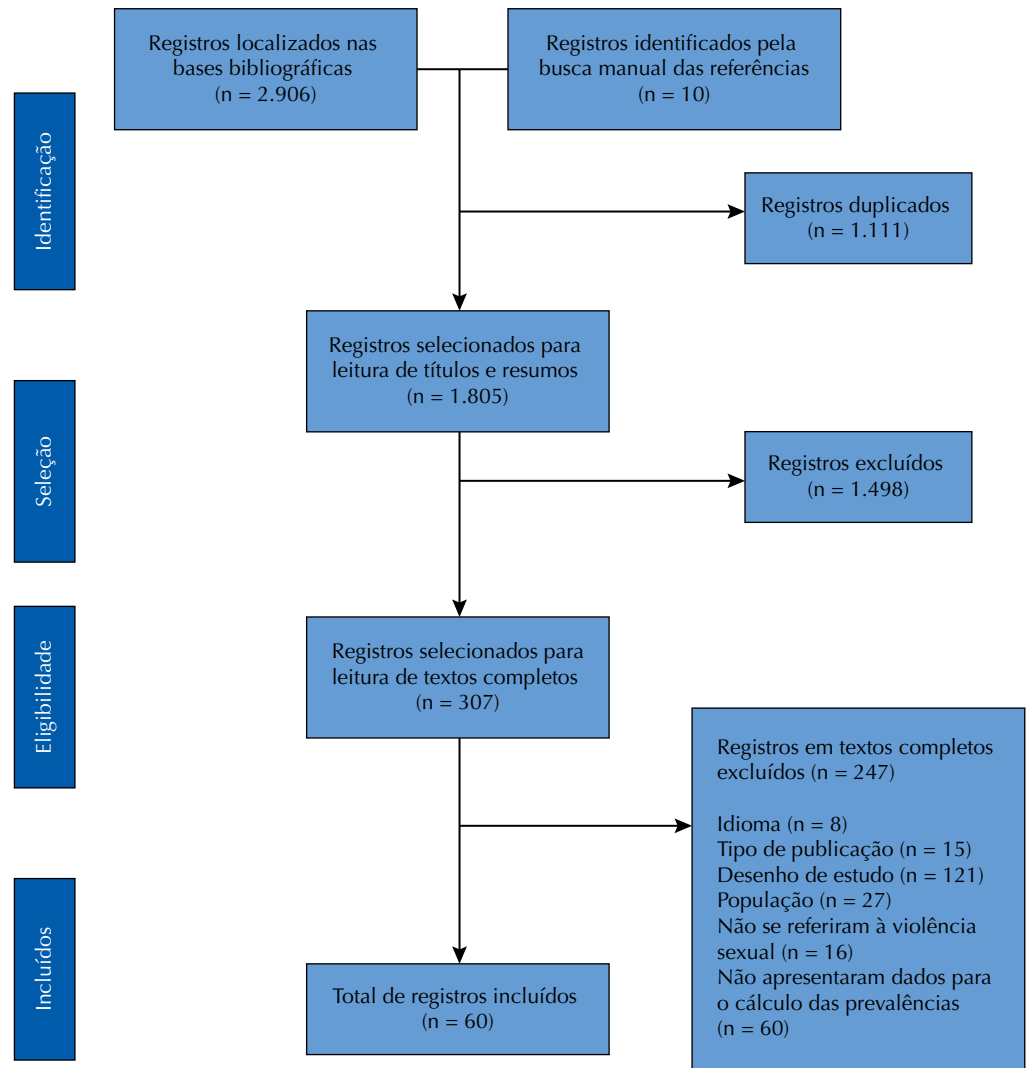 Registros localizados nas
bases bibliográficas
(n = 2.906)
Registros identificados pela
busca manual das referências
(n = 10)
Identificação
Registros duplicados
(n = 1.111)
Registros selecionados para
leitura de títulos e resumos
(n = 1.805)
Seleção
Registros excluídos
(n = 1.498)
Eligibilidade
Registros selecionados para
leitura de textos completos
(n = 307)
Registros em textos completos
excluídos (n = 247)
Idioma (n = 8)
Tipo de publicação (n = 15)
Desenho de estudo (n = 121)
População (n = 27)
Não se referiram à violência
sexual (n = 16)
Não apresentaram dados para
o cálculo das prevalências
(n = 60)
Incluídos
Total de registros incluídos
(n = 60)